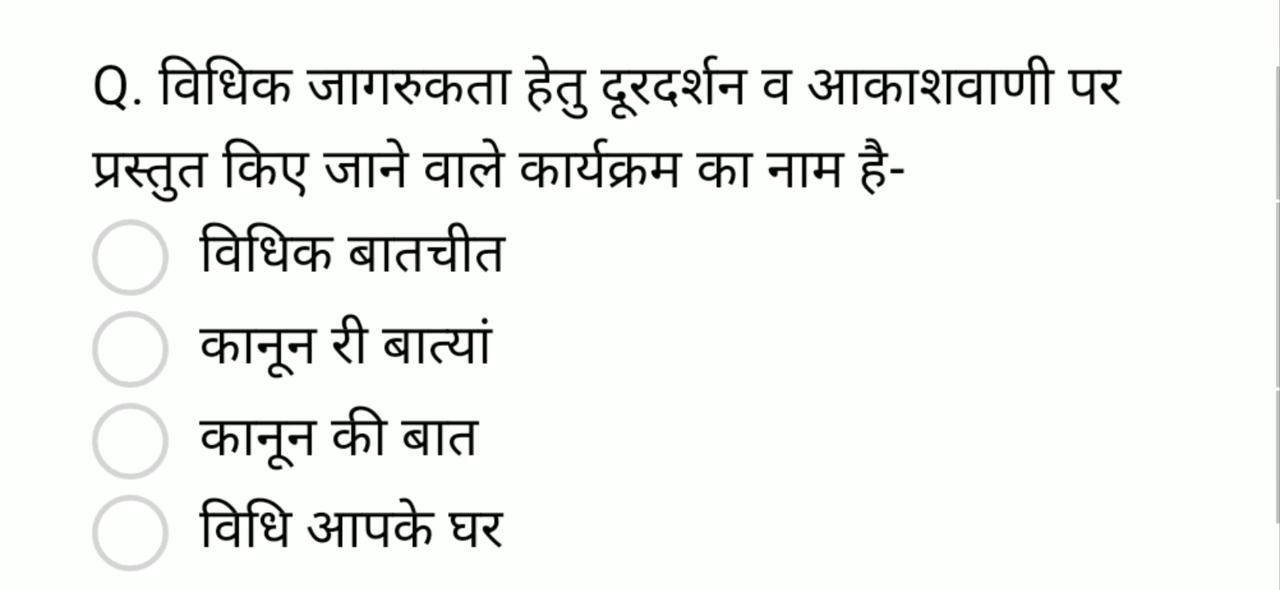 Q. विधिक जागरुकता हेतु दूरदर्शन व आकाशवाणी पर
प्रस्तुत किए जाने वाले कार्यक्रम का नाम है-
विधिक बातचीत
कानून री बात्यां
कानून की बात
विधि आपके घर